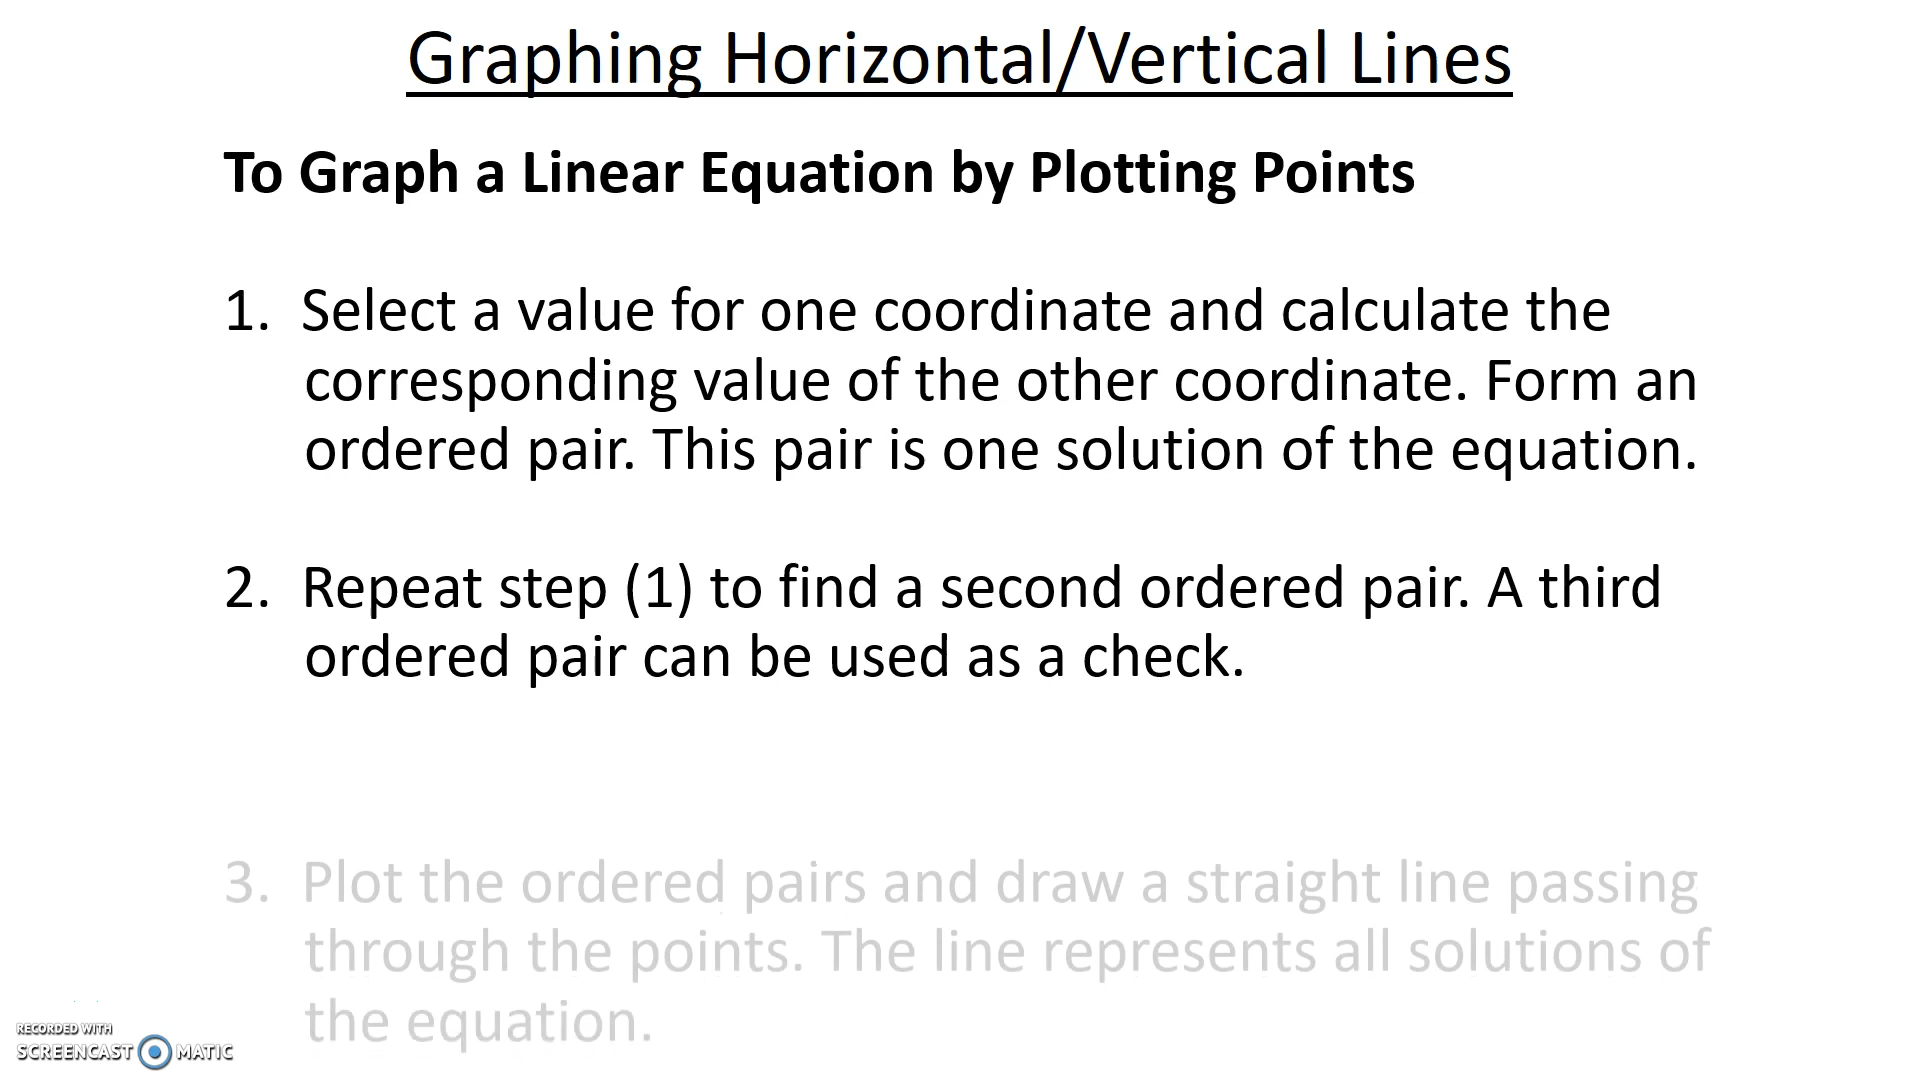 Graphing Horizontal/Vertical Lines
To Graph a Linear Equation by Plotting Points
1. Select a value for one coordinate and calculate the
corresponding value of the other coordinate. Form an
ordered pair. This pair is one solution of the equation.
2. Repeat step (1) to find a second ordered pair. A third
ordered pair can be used as a check.
3. Plot the ordered pairs and draw a straight line passing
through the points. The line represents all solutions of
the equation.
RECORDED WITH
SCREENCAST MATIC